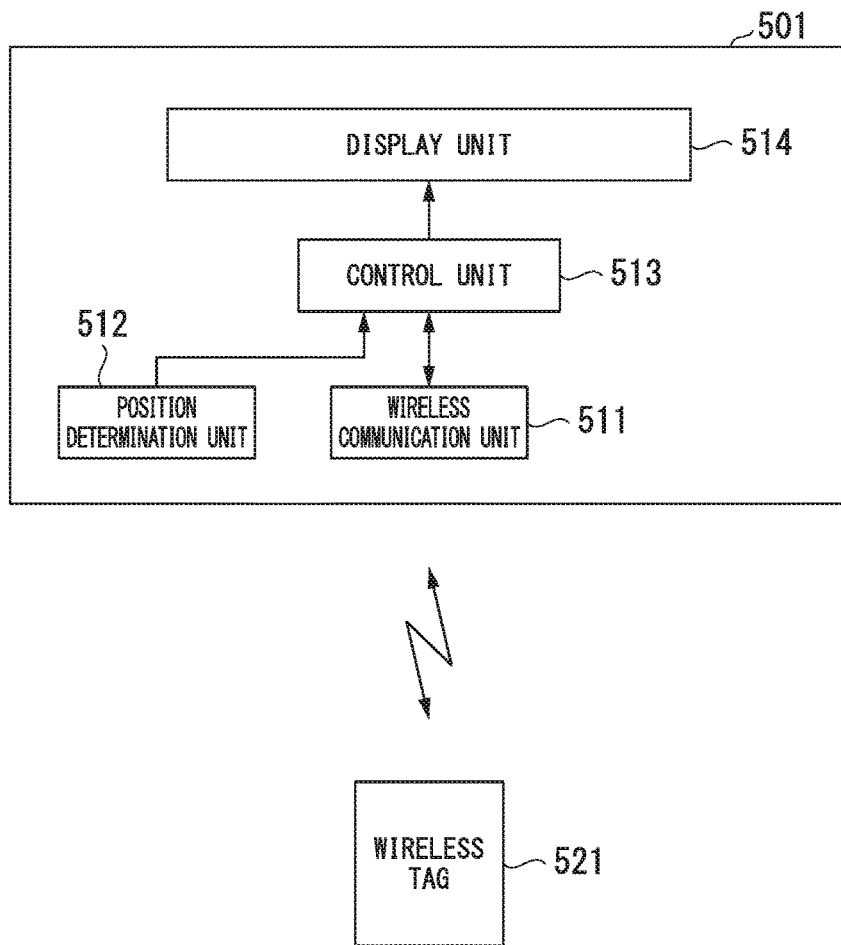 501
DISPLAY UNIT
514
CONTROL UNIT
513
512
POSITION
DETERMINATION UNIT
WIRELESS
COMMUNICATION UNIT
511
WIRELESS
TAG
521